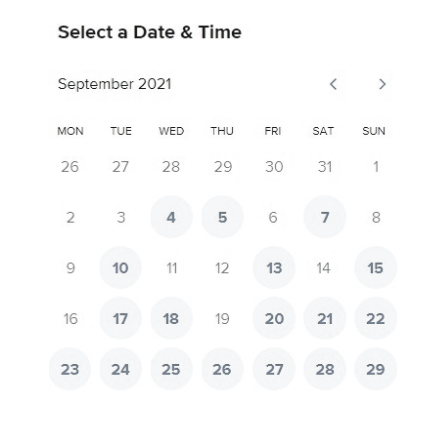 Select a Date & Time
September 2021
MON TUE WED THU FRI SAT SUN
26 27 28 29 30 31 1
2 3 4 5 6 7 8
9 10 11 12 13 14 15
16 17 18 19 20 21 22
23 24 25 26 27 28 29